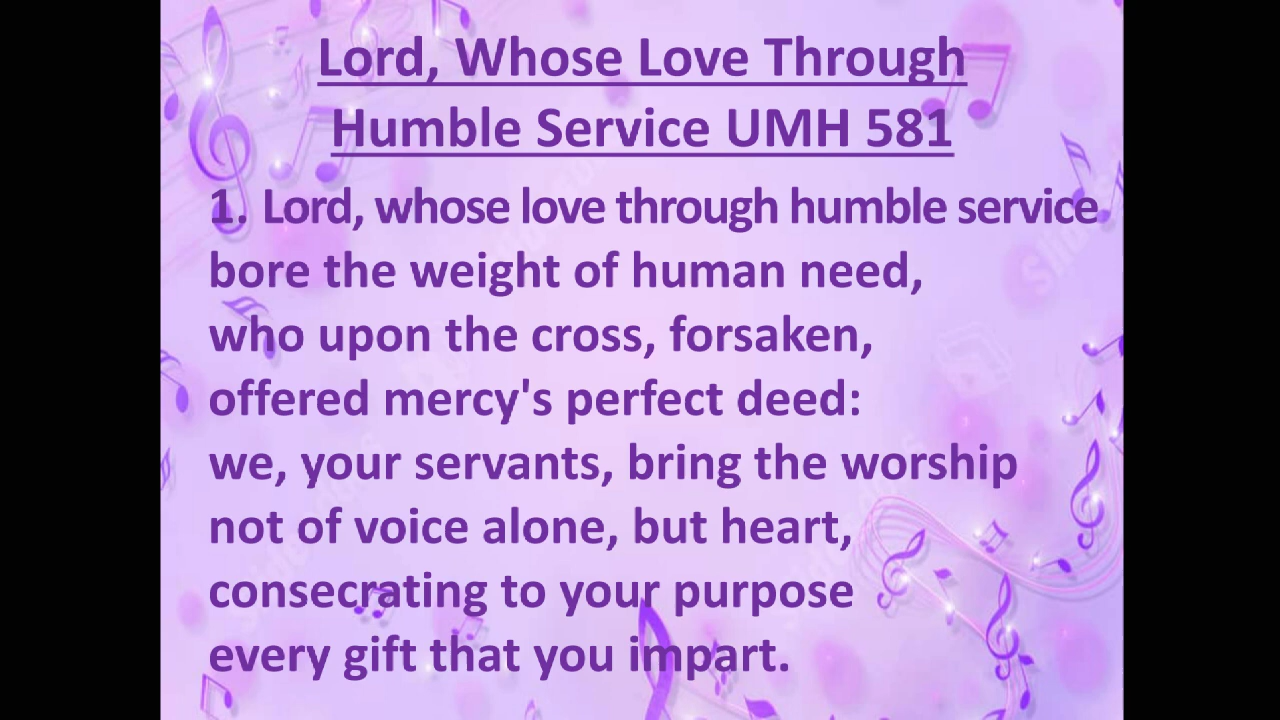 Lord, Whose Love Through
Humble Service UMH 581
1. Lord, whose love through humble service
bore the weight of human need,
who upon the cross, forsaken,
offered mercy's perfect deed:
we, your servants, bring the worship
not of voice alone, but heart,
consecrating to your purpose
every gift that you impart.